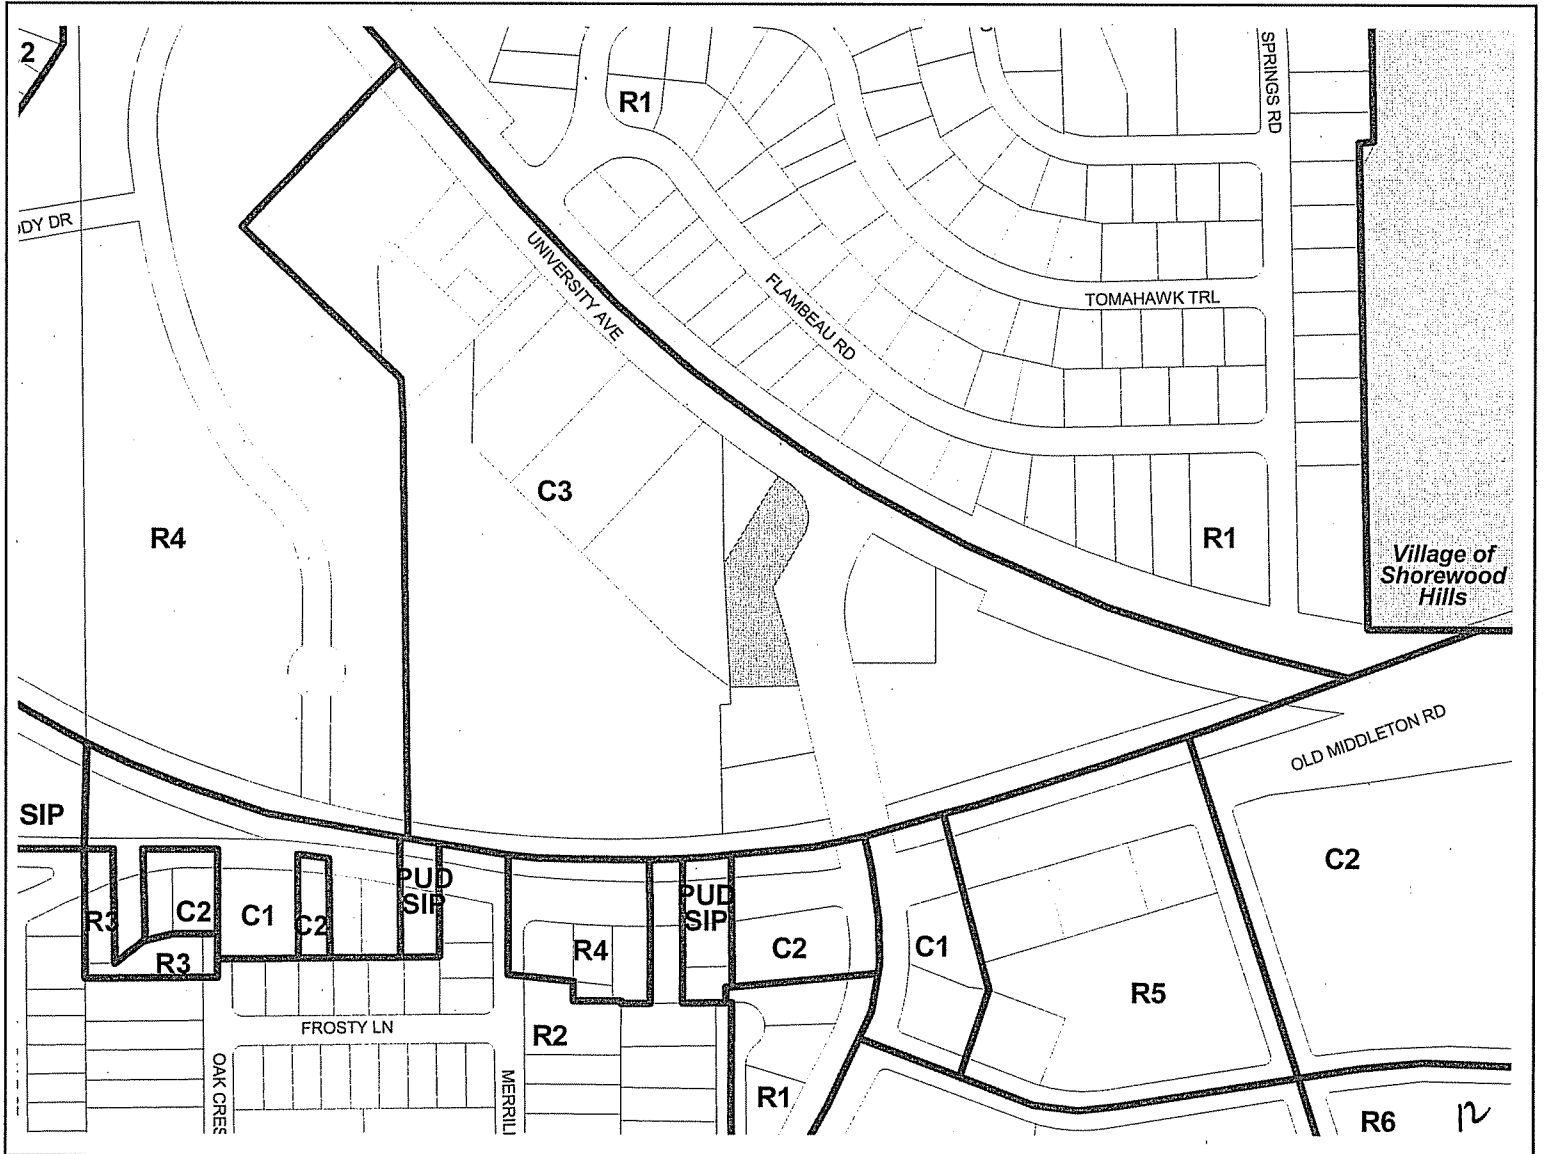 2
R1
SPRINGS RD
DY DR
UNIVERSITY AVE
FLAMBEAU RD
TOMAHAWK TRL
C3
R4
R1
Village of
Shorewood
Hills
OLD MIDDLETON RD
SIP
C2
PUD
SIP
PUD
SIP
R3
C2
C1
C2
R4
C2
C1
R3
R5
FROSTY LN
R2
OAK CRES
MERRILL
R1
R6
12